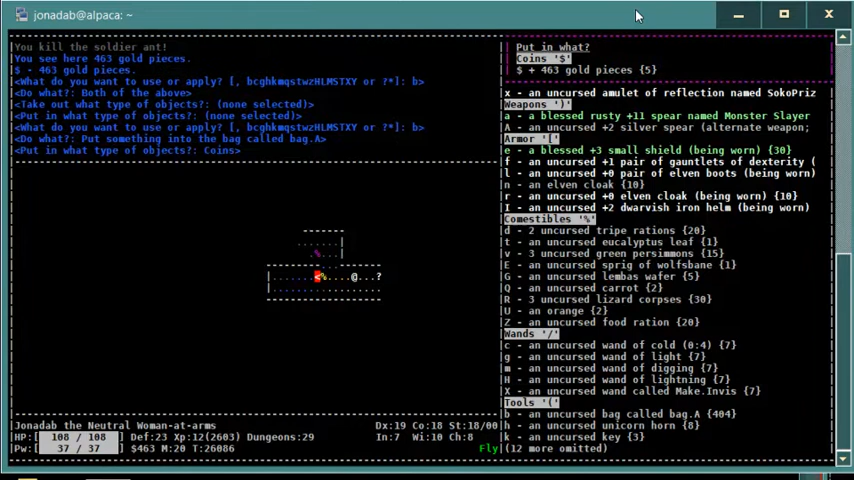 jonadab@alpaca: ~
You kill the soldier ant!
You see here 463 gold pieces.
$ - 463 gold pieces.
<What do you want to use or apply? [, bcghkmqstwzHLMSTXY or ?*]: b>
<Do what?: Both of the above>
<Take out what type of objects?: (none selected)>
<Put in what type of objects?: (none selected)>
<What do you want to use or apply? [, bcghkmqstwzHLMSTXY or ?*]: b>
<Do what?: Put something into the bag called bag.A>
<Put in what type of objects?: Coins>
Jonadab the Neutral Woman-at-arms Dx:19 Co:18 St:18/00
HP:[ 108 / 108 ] Def:23 Xp:12(2603) Dungeons:29 In:7 Wi:10 Ch:8
Pw:[ 37 / 37 ] $463 M:20 T:26086 Fly
Put in what?
Coins '$'
$ + 463 gold pieces {5}
x - an uncursed amulet of reflection named SokoPriz
Weapons ')'
a - a blessed rusty +11 spear named Monster Slayer
A - an uncursed +2 silver spear (alternate weapon;
Armor '['
e - a blessed +3 small shield (being worn) {30}
f - an uncursed +1 pair of gauntlets of dexterity (
l - an uncursed +0 pair of elven boots (being worn)
n - an elven cloak {10}
r - an uncursed +0 elven cloak (being worn) {10}
I - an uncursed +2 dwarvish iron helm (being worn)
Comestibles '%'
d - 2 uncursed tripe rations {20}
t - an uncursed eucalyptus leaf {1}
v - 3 uncursed green persimmons {15}
E - an uncursed sprig of wolfsbane {1}
G - an uncursed lembas wafer {5}
Q - an uncursed carrot {2}
R - 3 uncursed lizard corpses {30}
U - an orange {2}
Z - an uncursed food ration {20}
Wands '/'
c - an uncursed wand of cold (0:4) {7}
g - an uncursed wand of light {7}
m - an uncursed wand of digging {7}
H - an uncursed wand of lightning {7}
X - an uncursed wand called Make.Invis {7}
Tools '('
b - an uncursed bag called bag.A {404}
h - an uncursed unicorn horn {8}
k - an uncursed key {3}
(12 more omitted)